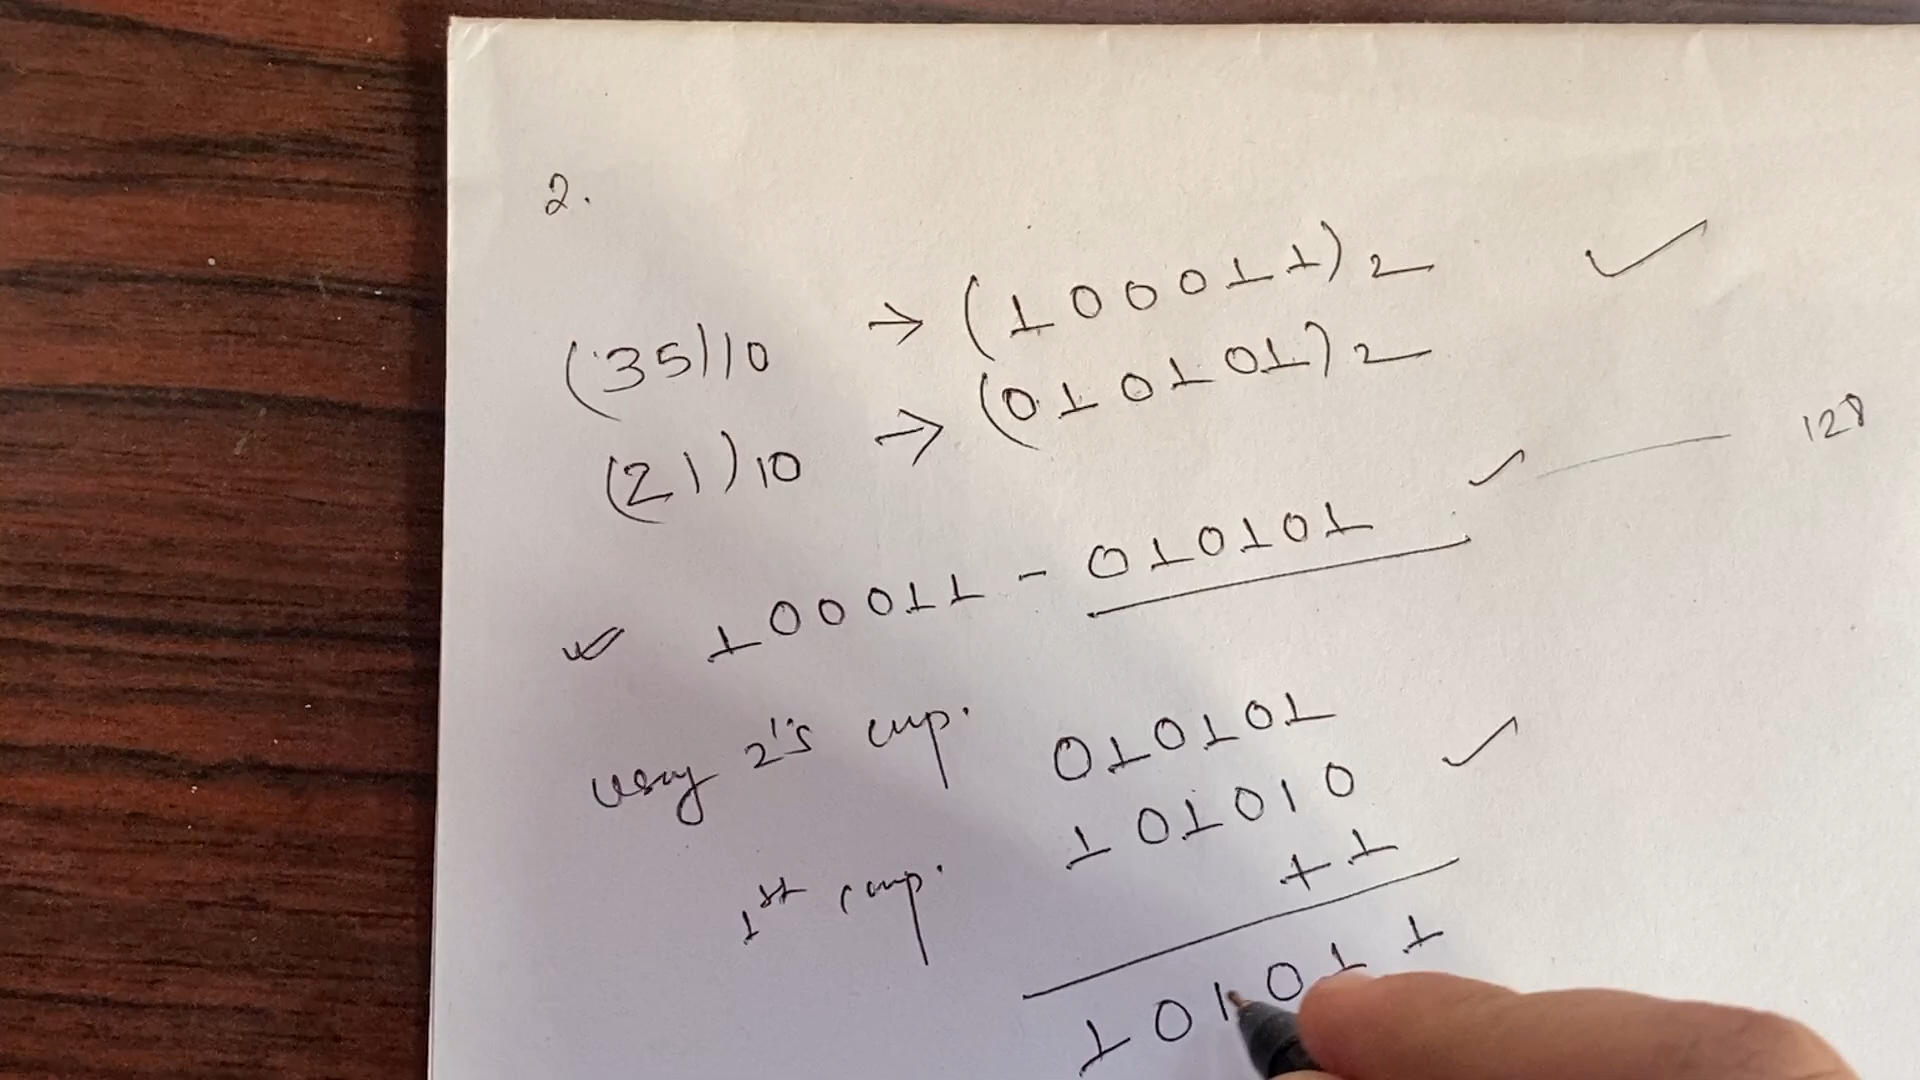 2.
(35)10 → (100011)2
(21)10 → (010101)2
128
100011 - 010101
using 2's cmp. 010101
1st cmp. 101010
+1
101011